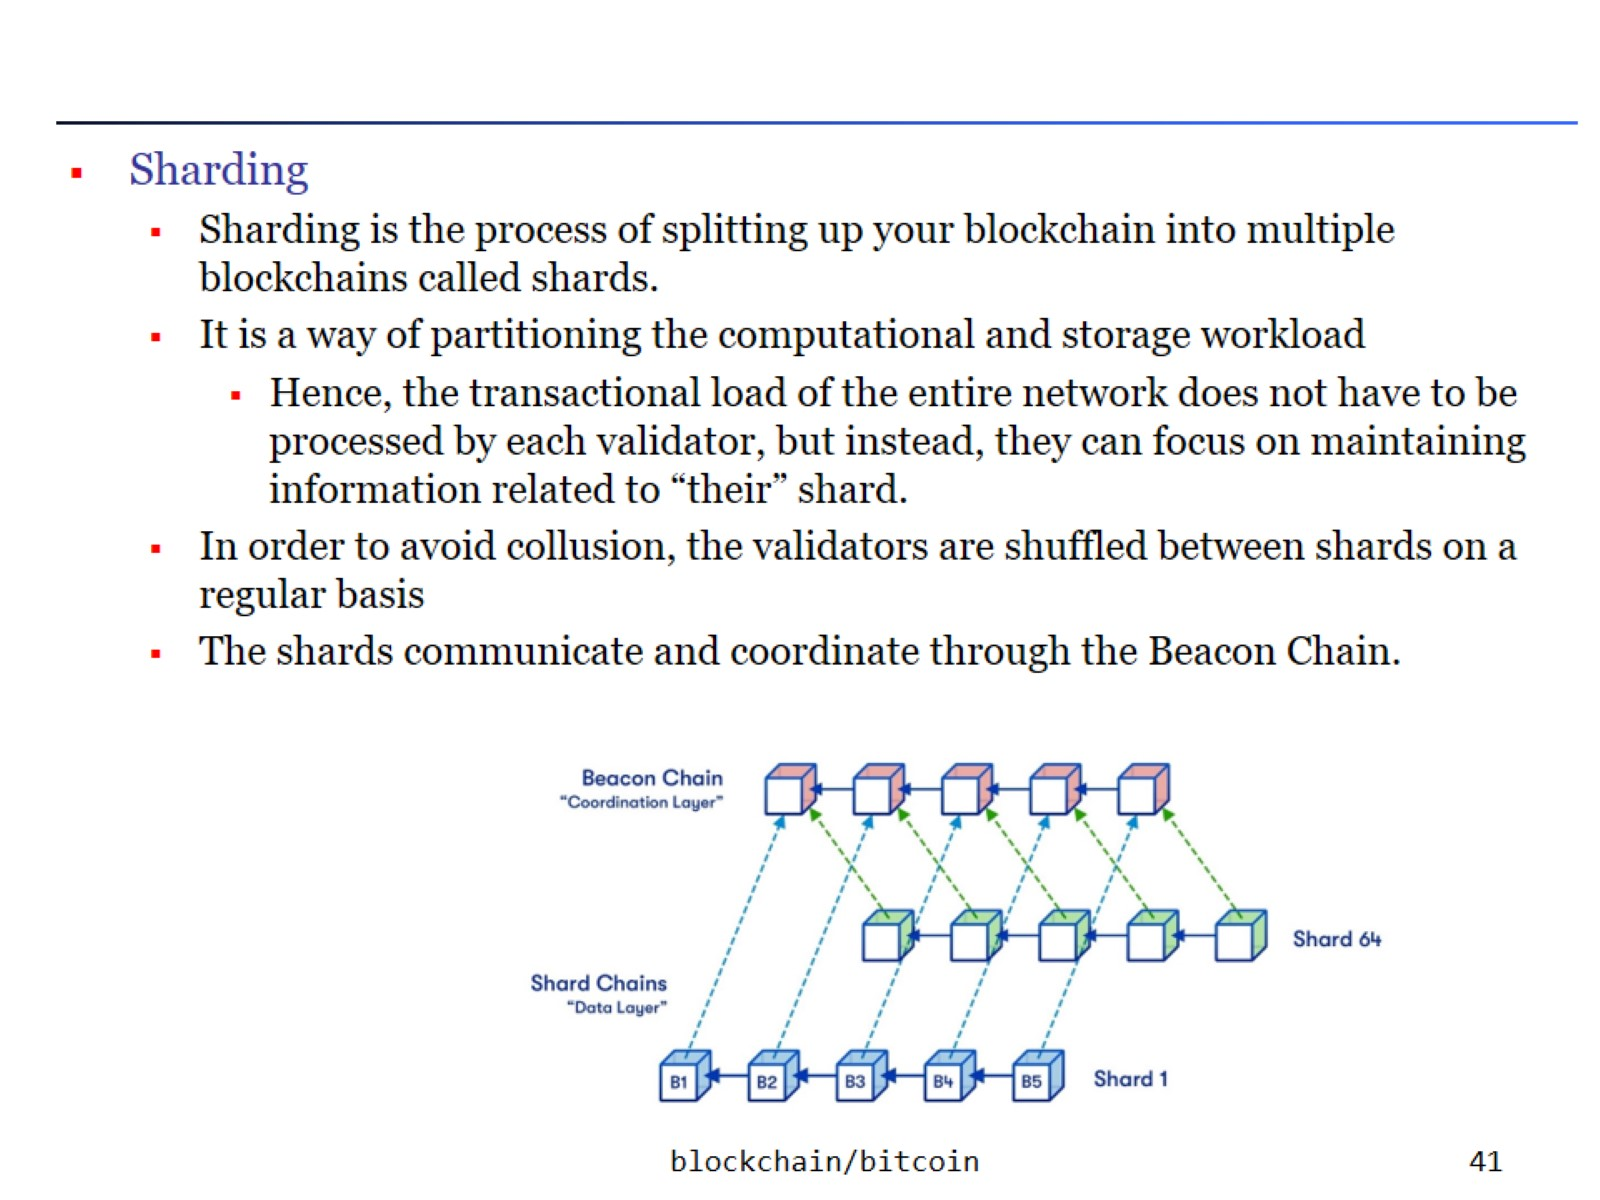 Sharding
Sharding is the process of splitting up your blockchain into multiple
blockchains called shards.
It is a way of partitioning the computational and storage workload
Hence, the transactional load of the entire network does not have to be
processed by each validator, but instead, they can focus on maintaining
information related to “their” shard.
In order to avoid collusion, the validators are shuffled between shards on a
regular basis
The shards communicate and coordinate through the Beacon Chain.
Beacon Chain
“Coordination Layer”
Shard 64
Shard Chains
“Data Layer”
B1 B2 B3 B4 B5 Shard 1
blockchain/bitcoin 41